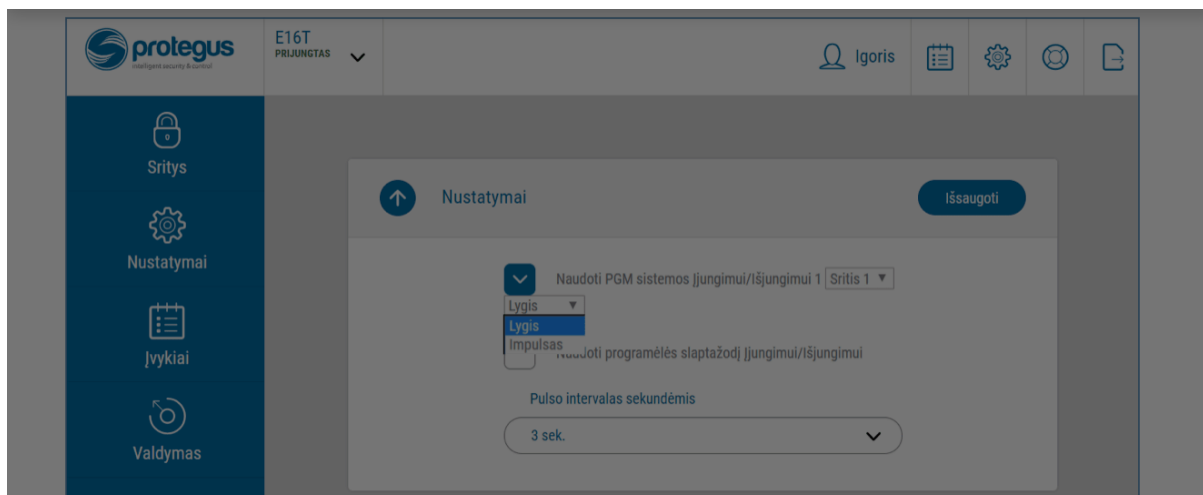 protegus
intelligent security & control
E16T
PRIJUNGTAS
Igoris
Sritys
Nustatymai
Įvykiai
Valdymas
Nustatymai
Išsaugoti
Naudoti PGM sistemos Įjungimui/Išjungimui 1 Sritis 1
Lygis
Lygis
Impulsas
programėlės slaptažodį Įjungimui/Išjungimui
Pulso intervalas sekundėmis
3 sek.